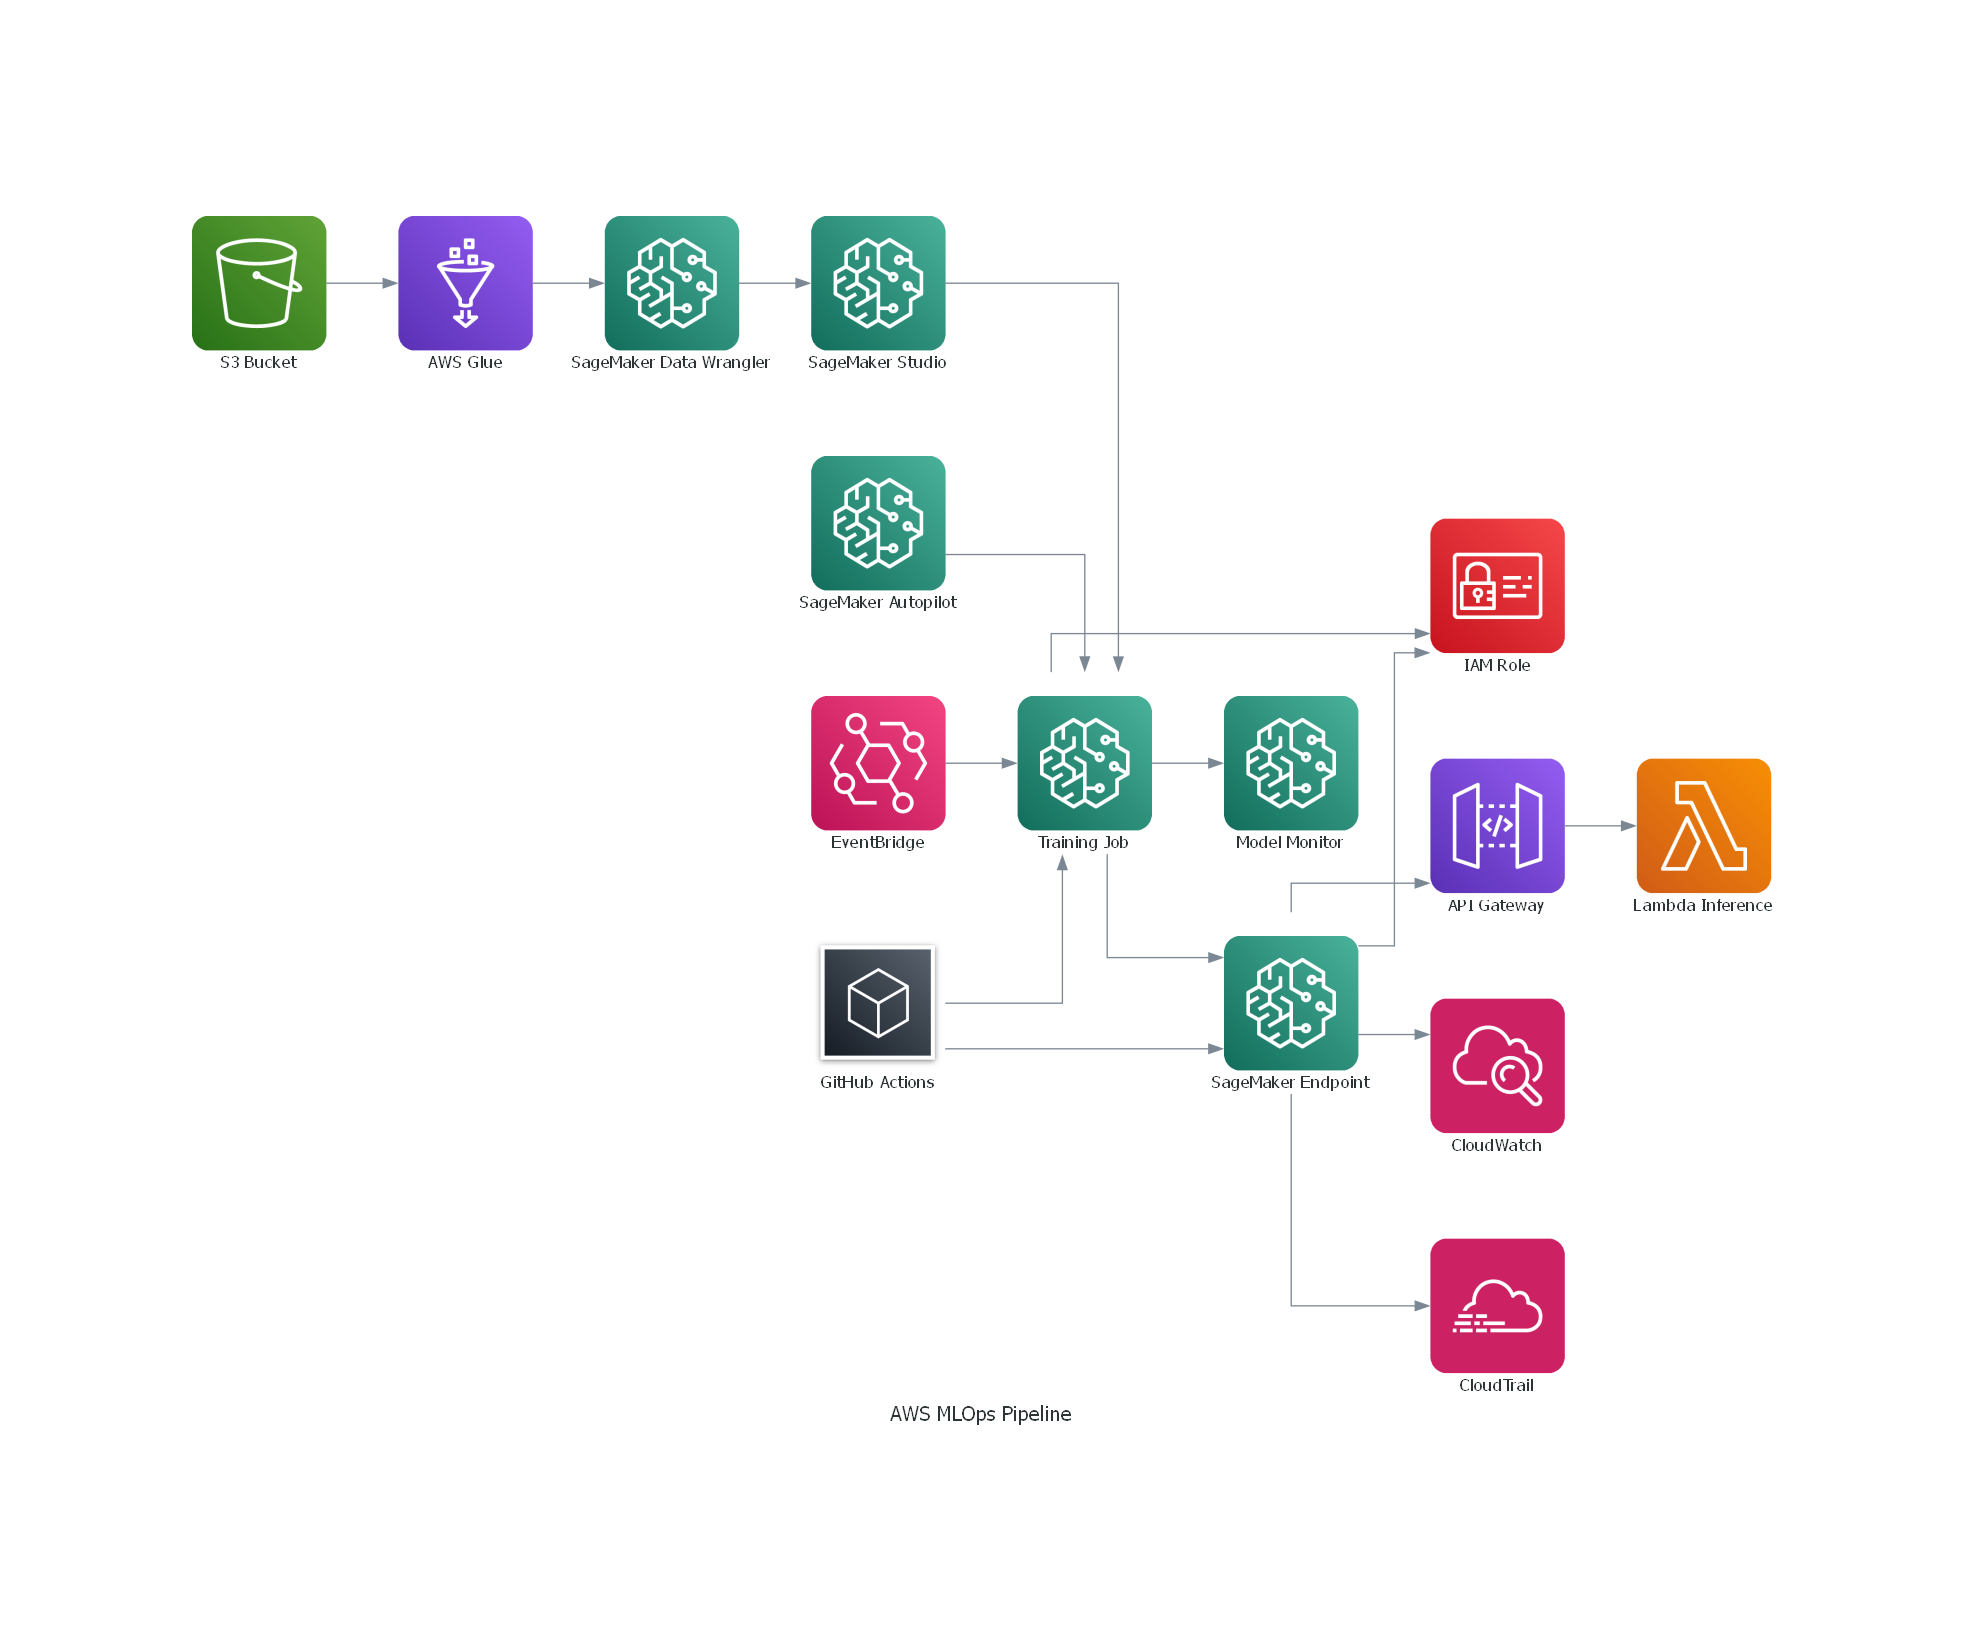 S3 Bucket
AWS Glue
SageMaker Data Wrangler
SageMaker Studio
SageMaker Autopilot
IAM Role
EventBridge
Training Job
Model Monitor
API Gateway
Lambda Inference
GitHub Actions
SageMaker Endpoint
CloudWatch
CloudTrail
AWS MLOps Pipeline